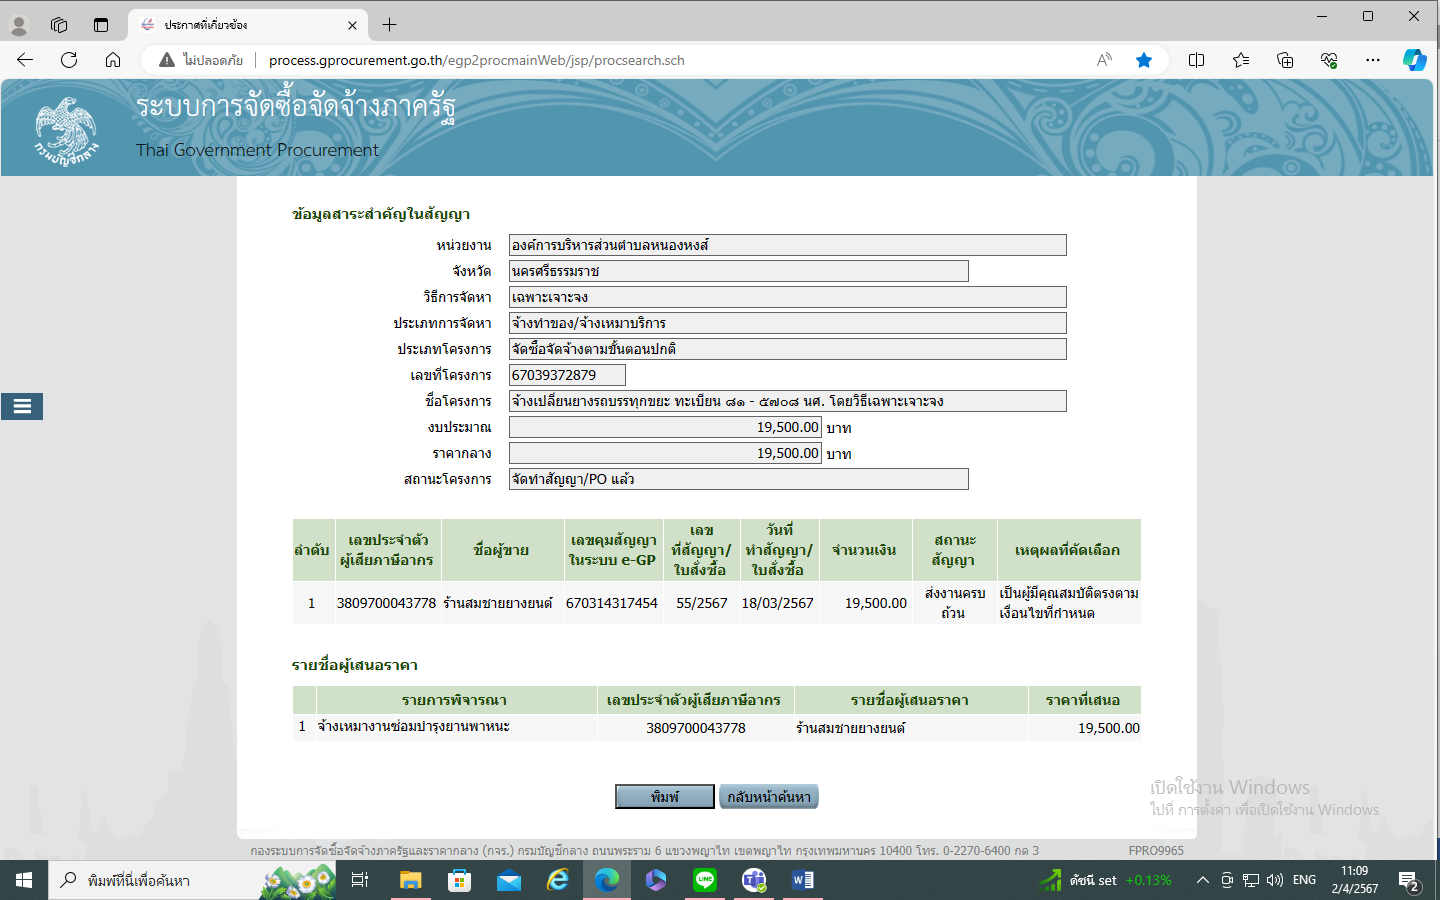 ประกาศที่เกี่ยวข้อง
ไม่ปลอดภัย
process.gprocurement.go.th/egp2procmainWeb/jsp/procsearch.sch
ระบบการจัดซื้อจัดจ้างภาครัฐ
Thai Government Procurement
กรมบัญชีกลาง
ข้อมูลสาระสำคัญในสัญญา
หน่วยงาน องค์การบริหารส่วนตำบลหนองหงส์
จังหวัด นครศรีธรรมราช
วิธีการจัดหา เฉพาะเจาะจง
ประเภทการจัดหา จ้างทำของ/จ้างเหมาบริการ
ประเภทโครงการ จัดซื้อจัดจ้างตามขั้นตอนปกติ
เลขที่โครงการ 67039372879
ชื่อโครงการ จ้างเปลี่ยนยางรถบรรทุกขยะ ทะเบียน ๘๑ - ๕๗๐๘ นศ. โดยวิธีเฉพาะเจาะจง
งบประมาณ 19,500.00 บาท
ราคากลาง 19,500.00 บาท
สถานะโครงการ จัดทำสัญญา/PO แล้ว
ลำดับ เลขประจำตัวผู้เสียภาษีอากร ชื่อผู้ขาย เลขคุมสัญญาในระบบ e-GP เลขที่สัญญา/ใบสั่งซื้อ วันที่ทำสัญญา/ใบสั่งซื้อ จำนวนเงิน สถานะสัญญา เหตุผลที่คัดเลือก
1 3809700043778 ร้านสมชายยางยนต์ 670314317454 55/2567 18/03/2567 19,500.00 ส่งงานครบถ้วน เป็นผู้มีคุณสมบัติตรงตามเงื่อนไขที่กำหนด
รายชื่อผู้เสนอราคา
รายการพิจารณา เลขประจำตัวผู้เสียภาษีอากร รายชื่อผู้เสนอราคา ราคาที่เสนอ
1 จ้างเหมางานซ่อมบำรุงยานพาหนะ 3809700043778 ร้านสมชายยางยนต์ 19,500.00
พิมพ์ กลับหน้าค้นหา
เปิดใช้งาน Windows
ไปที่ การตั้งค่า เพื่อเปิดใช้งาน Windows
กองระบบการจัดซื้อจัดจ้างภาครัฐและราคากลาง (กจร.) กรมบัญชีกลาง ถนนพระราม 6 แขวงพญาไท เขตพญาไท กรุงเทพมหานคร 10400 โทร. 0-2270-6400 กด 3 FPRO9965
พิมพ์ที่นี่เพื่อค้นหา
LINE
ดัชนี set +0.13%
ENG
11:09
2/4/2567
2